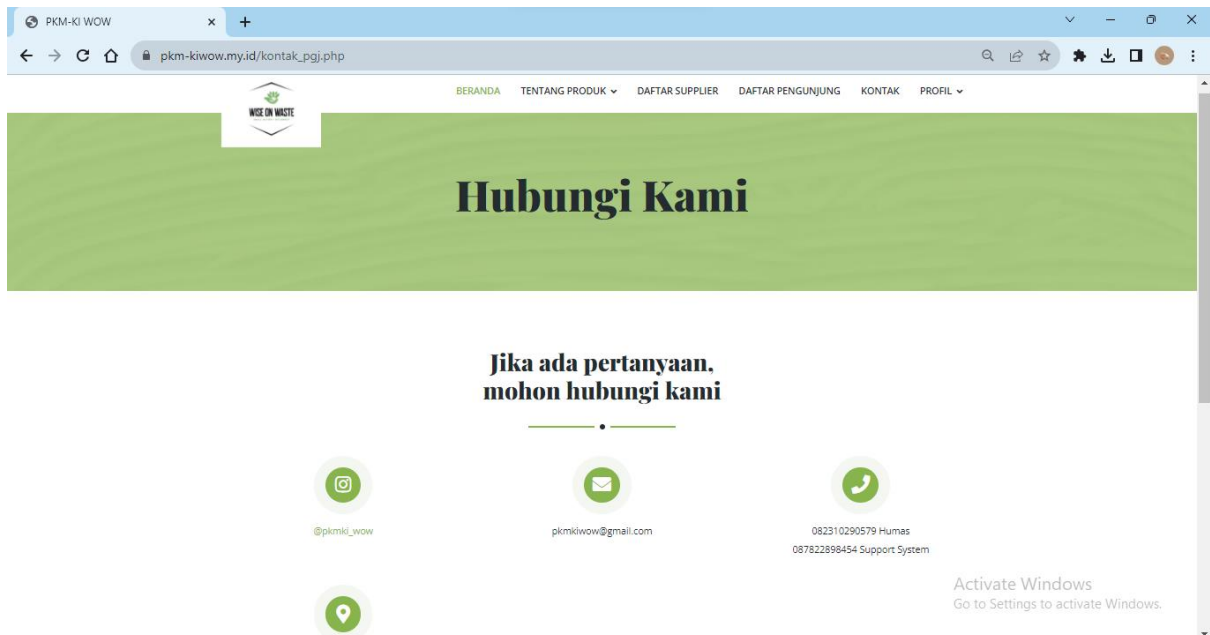 PKM-KI WOW
pkm-kiwow.my.id/kontak_pgj.php
WISE ON WASTE
BERANDA TENTANG PRODUK DAFTAR SUPPLIER DAFTAR PENGUNJUNG KONTAK PROFIL
Hubungi Kami
Jika ada pertanyaan,
mohon hubungi kami
@pkmki_wow
pkmkiwow@gmail.com
082310290579 Humas
087822898454 Support System
Activate Windows
Go to Settings to activate Windows.